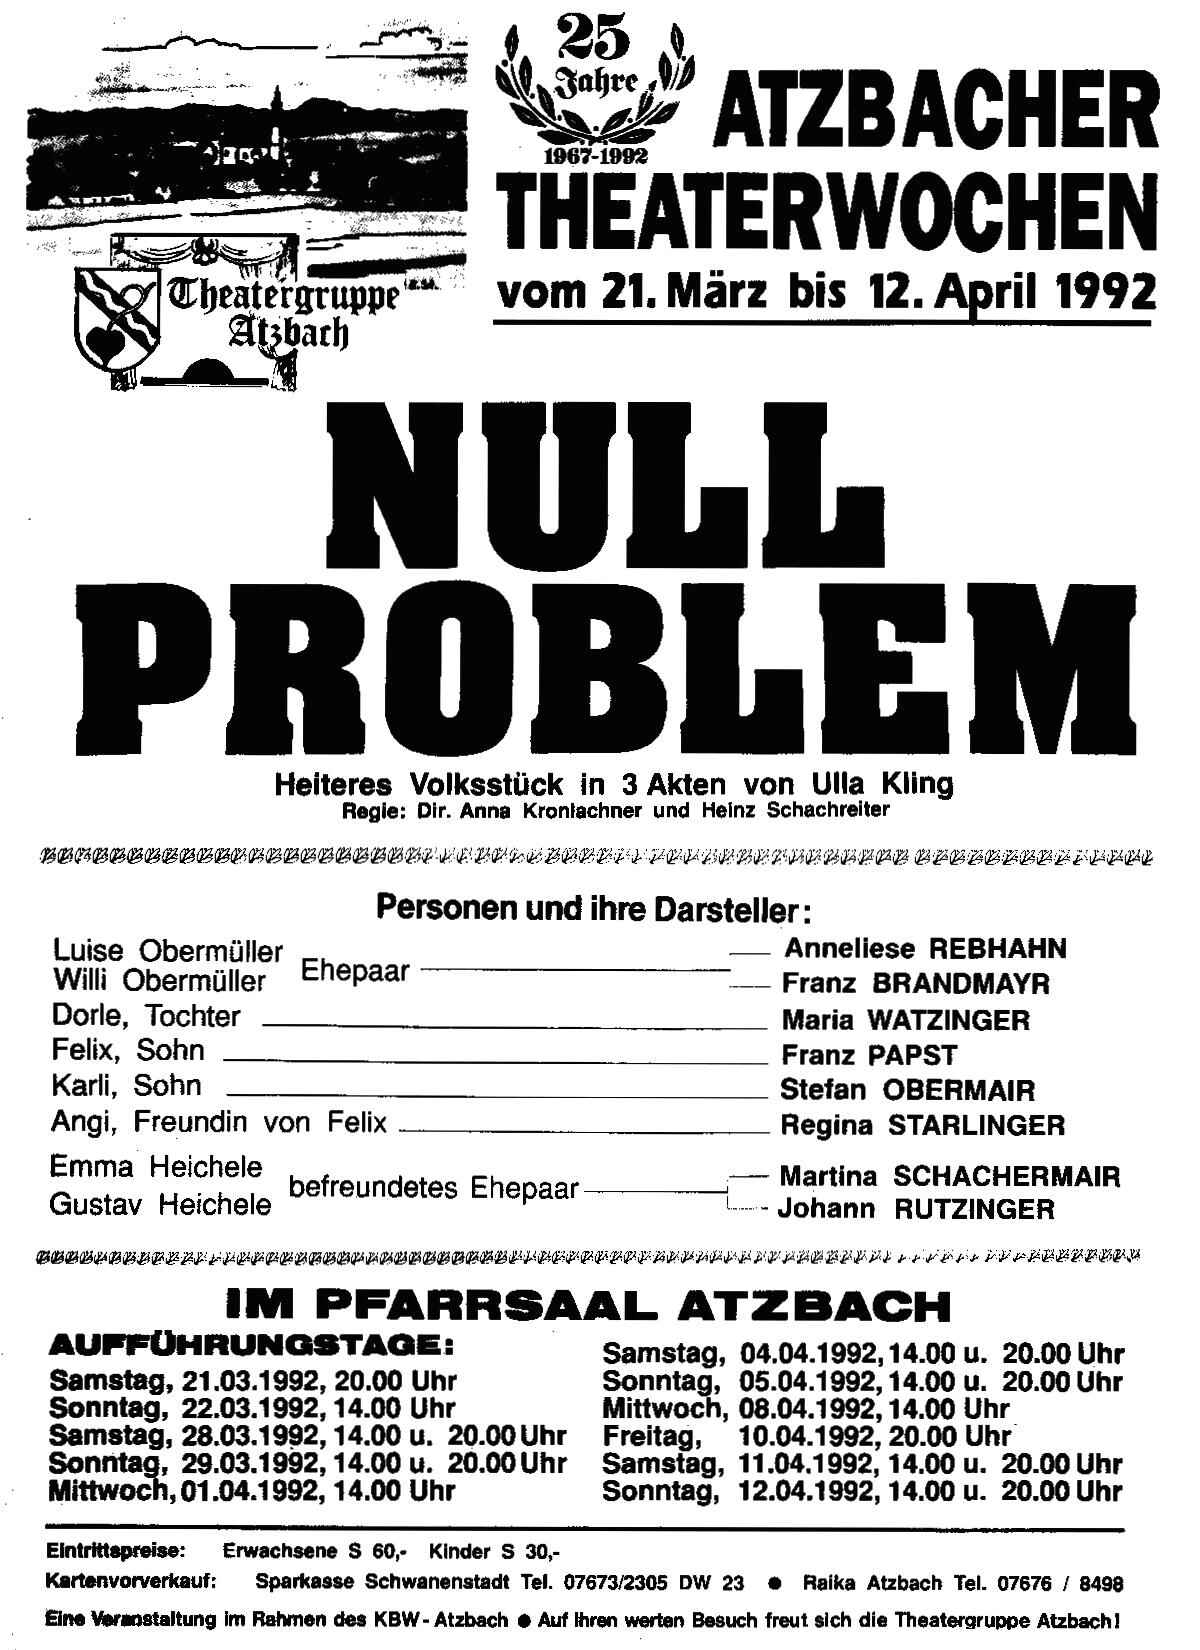 25
Jahre
1967-1992
ATZBACHER
THEATERWOCHEN
vom 21. März bis 12. April 1992
Theatergruppe
Atzbach
NULL
PROBLEM
Heiteres Volksstück in 3 Akten von Ulla Kling
Regie: Dir. Anna Kronlachner und Heinz Schachreiter
Personen und ihre Darsteller:
Luise Obermüller
Willi Obermüller
Ehepaar
Anneliese REBHAHN
Franz BRANDMAYR
Dorle, Tochter Maria WATZINGER
Felix, Sohn Franz PAPST
Karli, Sohn Stefan OBERMAIR
Angi, Freundin von Felix Regina STARLINGER
Emma Heichele
Gustav Heichele
befreundetes Ehepaar
Martina SCHACHERMAIR
Johann RUTZINGER
IM PFARRSAAL ATZBACH
AUFFÜHRUNGSTAGE:
Samstag, 21.03.1992, 20.00 Uhr
Sonntag, 22.03.1992, 14.00 Uhr
Samstag, 28.03.1992, 14.00 u. 20.00 Uhr
Sonntag, 29.03.1992, 14.00 u. 20.00 Uhr
Mittwoch, 01.04.1992, 14.00 Uhr
Samstag, 04.04.1992, 14.00 u. 20.00 Uhr
Sonntag, 05.04.1992, 14.00 u. 20.00 Uhr
Mittwoch, 08.04.1992, 14.00 Uhr
Freitag, 10.04.1992, 20.00 Uhr
Samstag, 11.04.1992, 14.00 u. 20.00 Uhr
Sonntag, 12.04.1992, 14.00 u. 20.00 Uhr
Eintrittspreise: Erwachsene S 60,- Kinder S 30,-
Kartenvorverkauf: Sparkasse Schwanenstadt Tel. 07673/2305 DW 23 ● Raika Atzbach Tel. 07676 / 8498
Eine Veranstaltung im Rahmen des KBW-Atzbach ● Auf Ihren werten Besuch freut sich die Theatergruppe Atzbach!